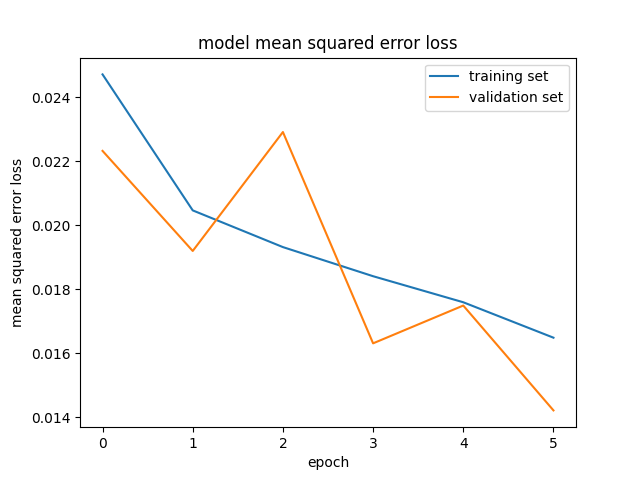 model mean squared error loss
training set
validation set
mean squared error loss
0.024
0.022
0.020
0.018
0.016
0.014
0 1 2 3 4 5
epoch